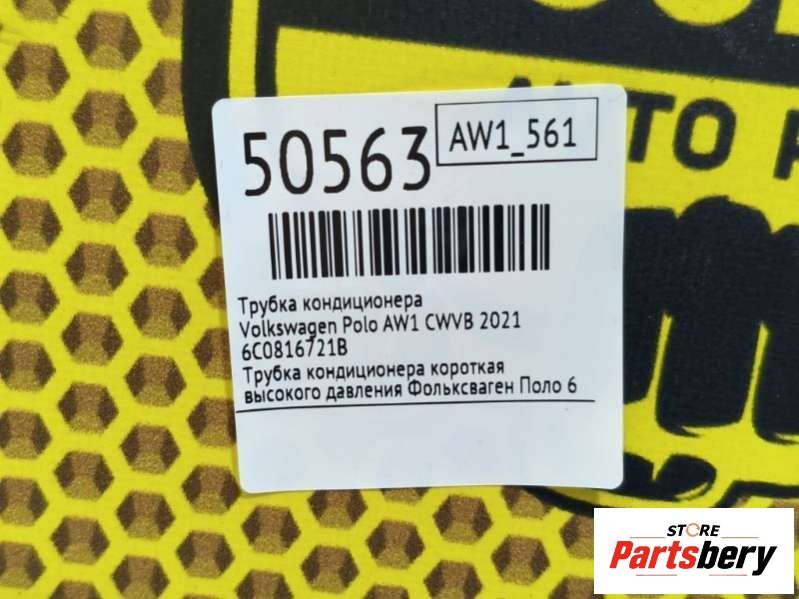 AUTO P
50563
AW1_561
Трубка кондиционера
Volkswagen Polo AW1 CWVB 2021
6C0816721B
Трубка кондиционера короткая
высокого давления Фольксваген Поло 6
STORE
Partsbery